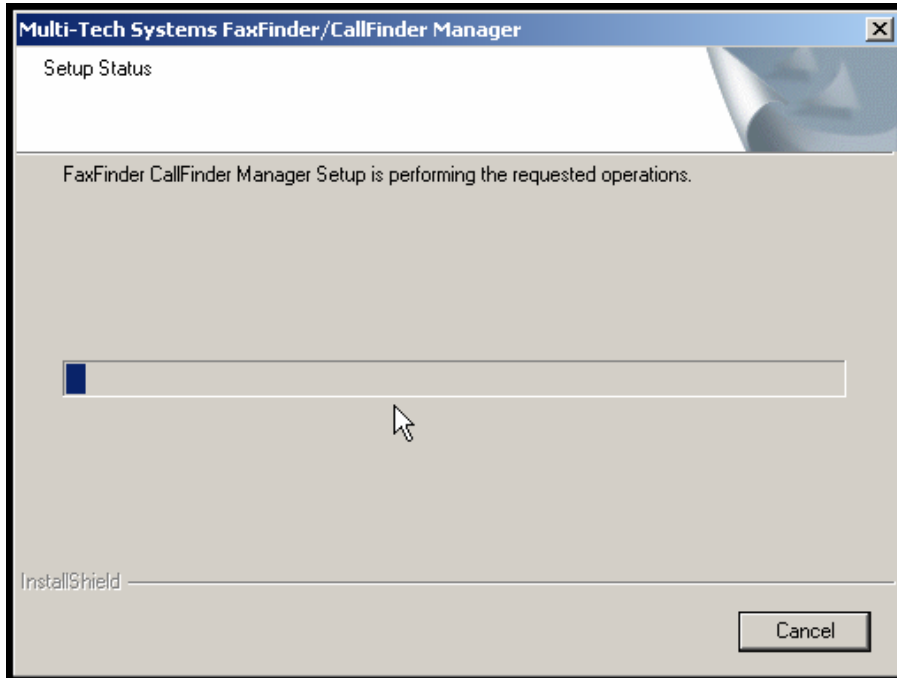 Multi-Tech Systems FaxFinder/CallFinder Manager
Setup Status
FaxFinder CallFinder Manager Setup is performing the requested operations.
InstallShield
Cancel